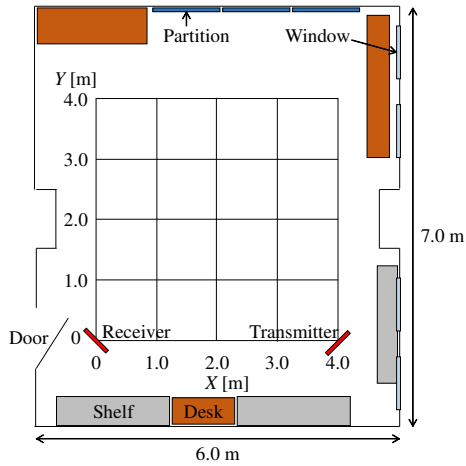 Partition
Window
Y [m]
4.0
3.0
2.0
7.0 m
1.0
Door
0
Receiver
Transmitter
0
1.0
2.0
3.0
4.0
X [m]
Shelf
Desk
6.0 m